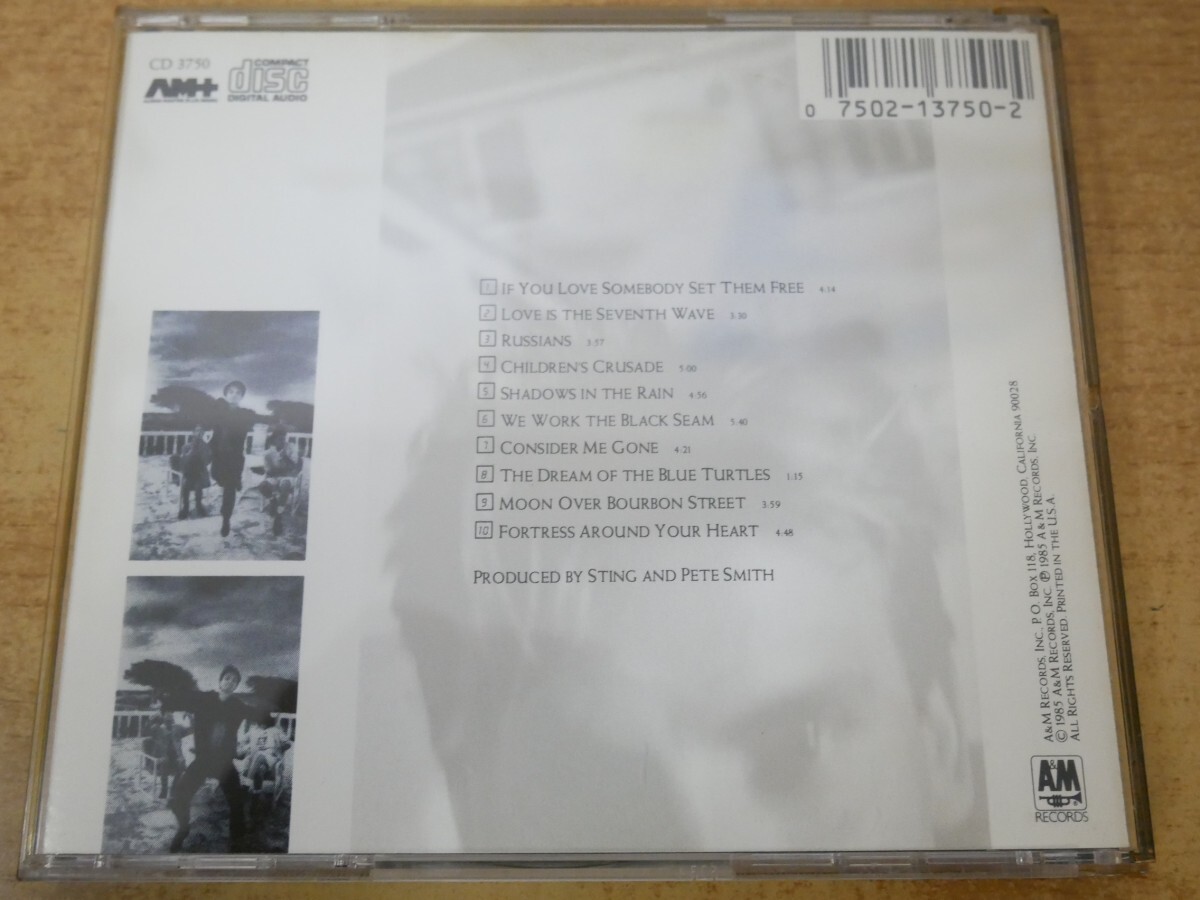 CD 3750
AM+
COMPACT
disc
DIGITAL AUDIO
0 7502-13750-2
1 IF YOU LOVE SOMEBODY SET THEM FREE 4:14
2 LOVE IS THE SEVENTH WAVE 3:30
3 RUSSIANS 3:57
4 CHILDREN'S CRUSADE 5:00
5 SHADOWS IN THE RAIN 4:56
6 WE WORK THE BLACK SEAM 5:40
7 CONSIDER ME GONE 4:21
8 THE DREAM OF THE BLUE TURTLES 1:15
9 MOON OVER BOURBON STREET 3:59
10 FORTRESS AROUND YOUR HEART 4:48
PRODUCED BY STING AND PETE SMITH
A&M RECORDS, INC. P.O. BOX 118, HOLLYWOOD, CALIFORNIA 90028
© 1985 A&M RECORDS, INC. ℗ 1985 A&M RECORDS, INC.
ALL RIGHTS RESERVED. PRINTED IN THE U.S.A.
A&M
RECORDS